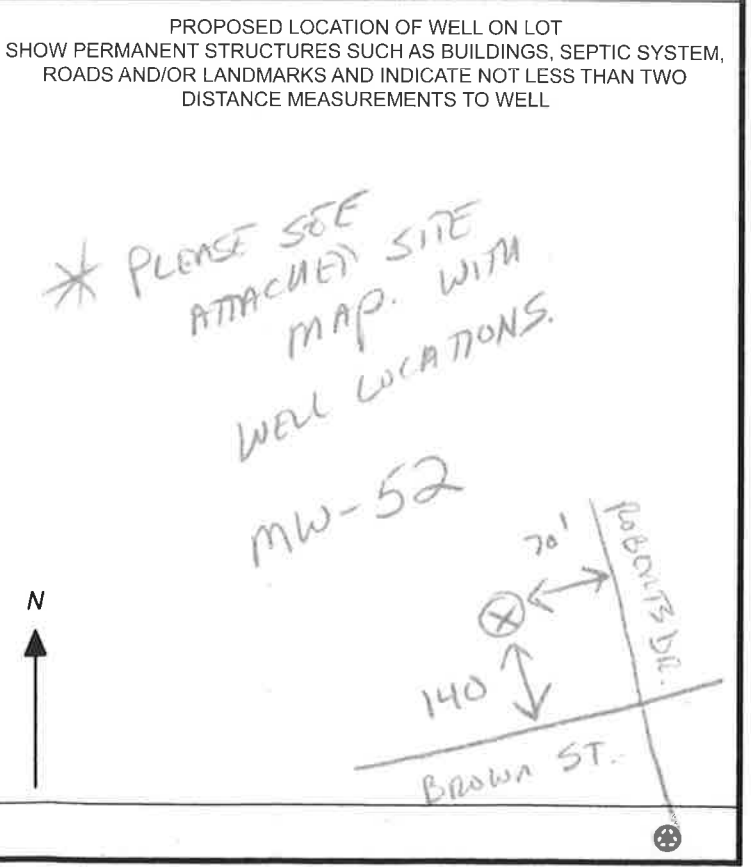 PROPOSED LOCATION OF WELL ON LOT
SHOW PERMANENT STRUCTURES SUCH AS BUILDINGS, SEPTIC SYSTEM,
ROADS AND/OR LANDMARKS AND INDICATE NOT LESS THAN TWO
DISTANCE MEASUREMENTS TO WELL
* PLEASE SEE
ATTACHED SITE
MAP. WITH
WELL LOCATIONS.
MW-52
70'
ROBERTS DR.
N
140
BROWN ST.